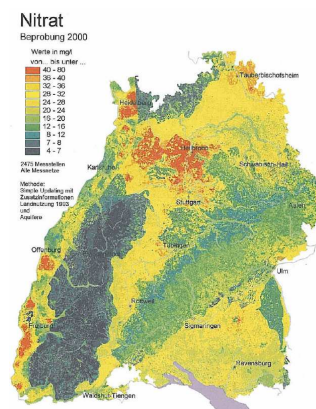 Nitrat
Beprobung 2000
Werte in mg/l
von... bis unter ...
40 - 60
36 - 40
32 - 36
28 - 32
24 - 28
20 - 24
16 - 20
12 - 16
8 - 12
7 - 8
4 - 7
2475 Messstellen
Alle Messnetze
Methode:
Simple Updating mit
Zusatzinformationen
Landnutzung 1993
und
Aquifere
Tauberbischofsheim
Heidelberg
Heilbronn
Karlsruhe
Schwäbisch-Hall
Stuttgart
Aalen
Offenburg
Tübingen
Ulm
Rottweil
Freiburg
Sigmaringen
Ravensburg
Waldshut-Tiengen